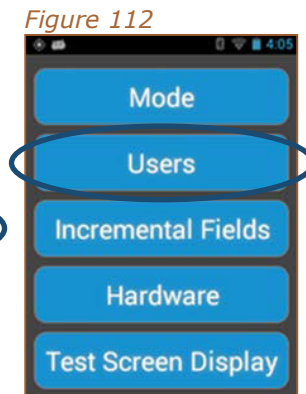 Figure 112
4:05
Mode
Users
Incremental Fields
Hardware
Test Screen Display